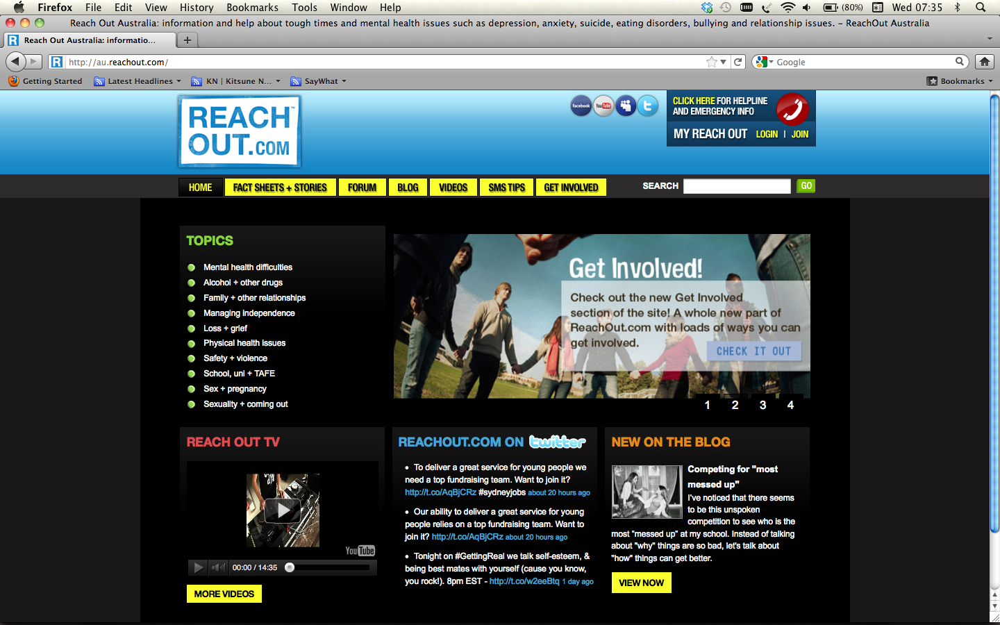 Firefox File Edit View History Bookmarks Tools Window Help (80%) Wed 07:35
Reach Out Australia: information and help about tough times and mental health issues such as depression, anxiety, suicide, eating disorders, bullying and relationship issues. – ReachOut Australia
R Reach Out Australia: informatio... +
R http://au.reachout.com/ Google
Getting Started Latest Headlines KN | Kitsune N... SayWhat Bookmarks
REACH™
OUT.COM
facebook YouTube t
CLICK HERE FOR HELPLINE
AND EMERGENCY INFO
MY REACH OUT LOGIN | JOIN
HOME FACT SHEETS + STORIES FORUM BLOG VIDEOS SMS TIPS GET INVOLVED SEARCH GO
TOPICS
Mental health difficulties
Alcohol + other drugs
Family + other relationships
Managing independence
Loss + grief
Physical health issues
Safety + violence
School, uni + TAFE
Sex + pregnancy
Sexuality + coming out
Get Involved!
Check out the new Get Involved
section of the site! A whole new part of
ReachOut.com with loads of ways you can
get involved.
CHECK IT OUT
1 2 3 4
REACH OUT TV
YouTube
00:00 / 14:35
MORE VIDEOS
REACHOUT.COM ON twitter
• To deliver a great service for young people we
need a top fundraising team. Want to join it?
http://t.co/AqBjCRz #sydneyjobs about 20 hours ago
• Our ability to deliver a great service for young
people relies on a top fundraising team. Want to
join it? http://t.co/AqBjCRz about 20 hours ago
• Tonight on #GettingReal we talk self-esteem, &
being best mates with yourself (cause you know,
you rock!). 8pm EST - http://t.co/w2eeBtq 1 day ago
NEW ON THE BLOG
Competing for "most
messed up"
I've noticed that there seems
to be this unspoken
competition to see who is the
most "messed up" at my school. Instead of talking
about "why" things are so bad, let's talk about
"how" things can get better.
VIEW NOW